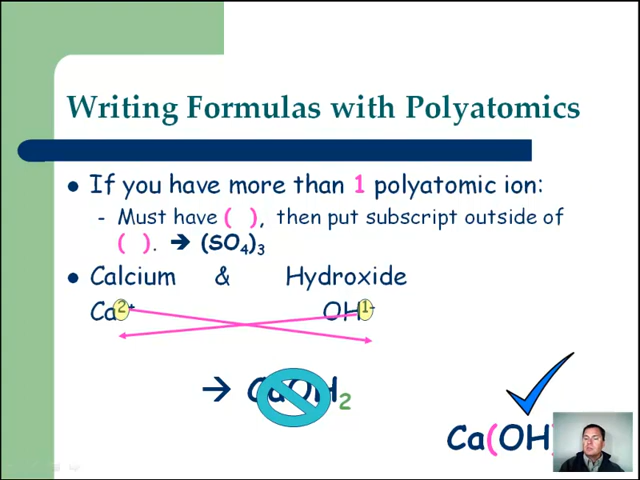 Writing Formulas with Polyatomics
• If you have more than 1 polyatomic ion:
- Must have ( ), then put subscript outside of
( ). ➔ (SO₄)₃
• Calcium & Hydroxide
Ca²⁺ OH¹⁻
➔ CaOH₂
Ca(OH)